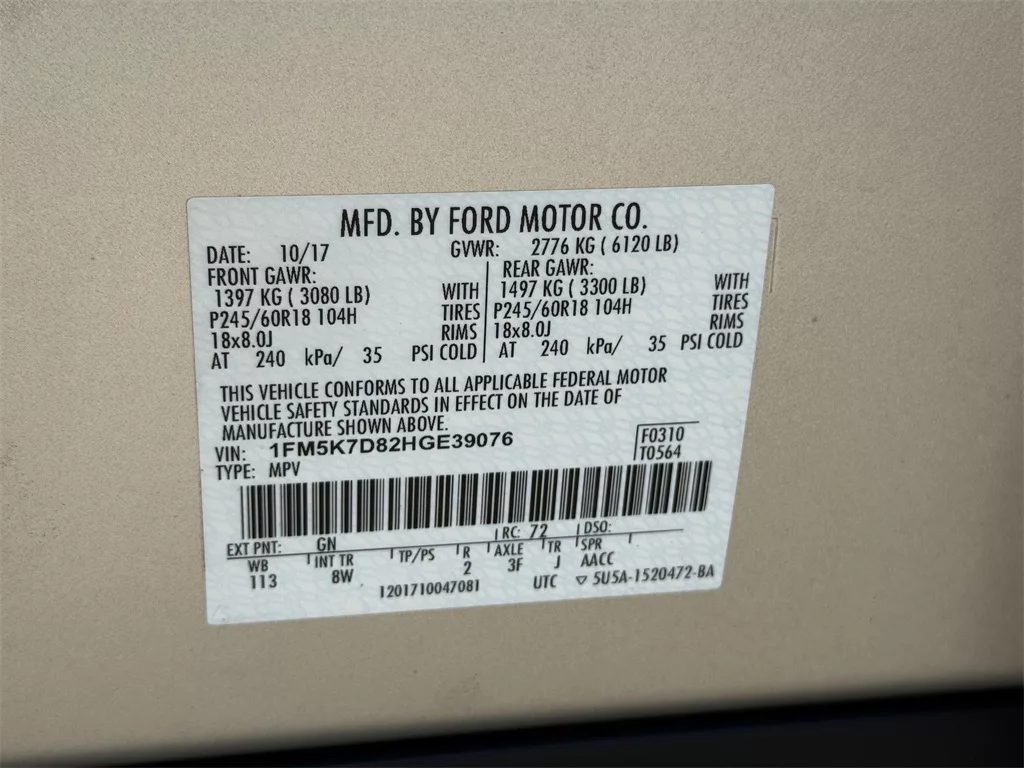 MFD. BY FORD MOTOR CO.
DATE: 10/17 GVWR: 2776 KG ( 6120 LB)
FRONT GAWR: REAR GAWR:
1397 KG ( 3080 LB) WITH 1497 KG ( 3300 LB) WITH
P245/60R18 104H TIRES P245/60R18 104H TIRES
18x8.0J RIMS 18x8.0J RIMS
AT 240 kPa/ 35 PSI COLD AT 240 kPa/ 35 PSI COLD
THIS VEHICLE CONFORMS TO ALL APPLICABLE FEDERAL MOTOR
VEHICLE SAFETY STANDARDS IN EFFECT ON THE DATE OF
MANUFACTURE SHOWN ABOVE.
VIN: 1FM5K7D82HGE39076 F0310
TYPE: MPV T0564
EXT PNT: GN RC: 72 DSO:
WB INT TR TP/PS R AXLE TR SPR
113 8W 2 3F J AACC
1201710047081 UTC ▽ 5U5A-1520472-BA